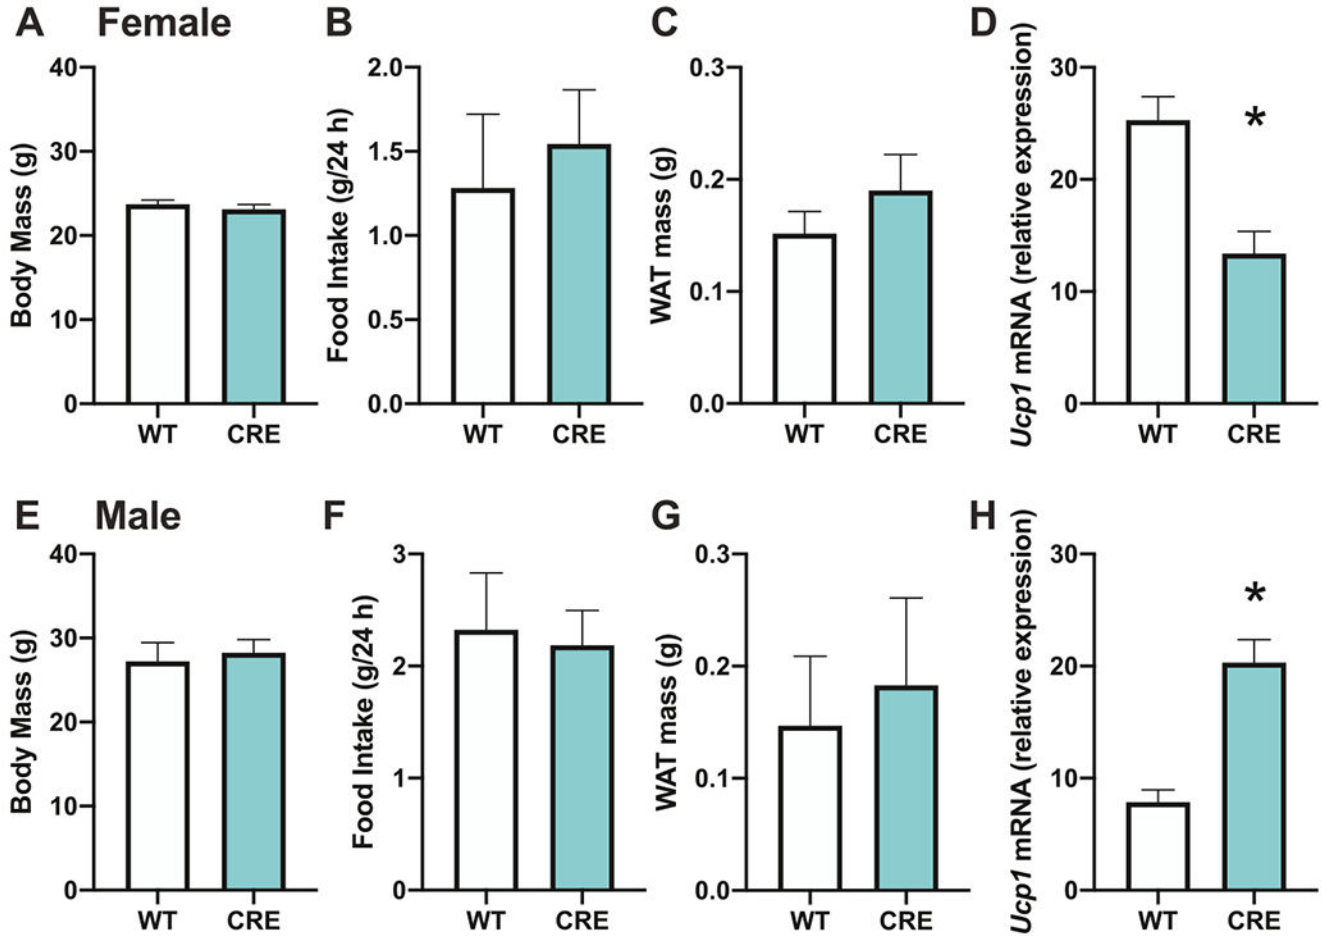 A Female
Body Mass (g)
40
30
20
10
0
WT CRE
B
Food Intake (g/24 h)
2.0
1.5
1.0
0.5
0.0
WT CRE
C
WAT mass (g)
0.3
0.2
0.1
0.0
WT CRE
D
Ucp1 mRNA (relative expression)
30
20
10
0
*
WT CRE
E Male
Body Mass (g)
40
30
20
10
0
WT CRE
F
Food Intake (g/24 h)
3
2
1
0
WT CRE
G
WAT mass (g)
0.3
0.2
0.1
0.0
WT CRE
H
Ucp1 mRNA (relative expression)
30
20
10
0
*
WT CRE